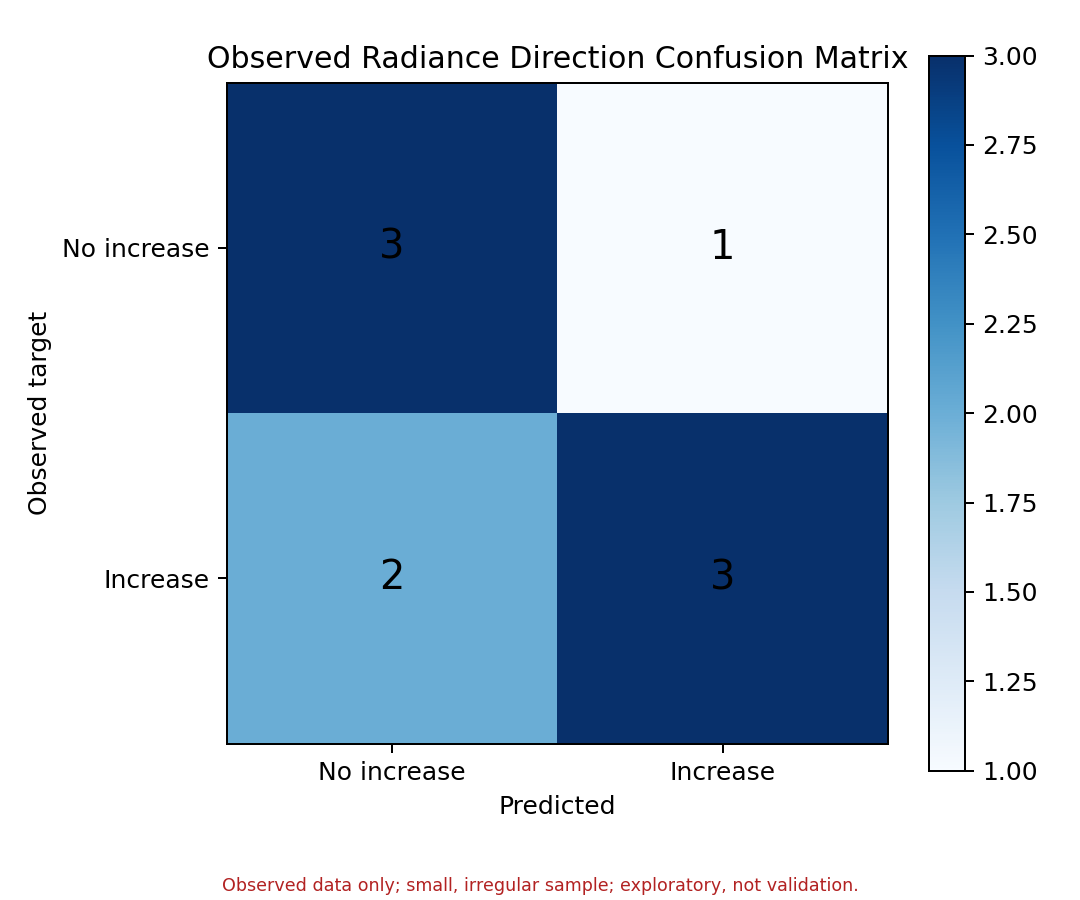 Observed Radiance Direction Confusion Matrix
3.00
2.75
2.50
2.25
2.00
1.75
1.50
1.25
1.00
Observed target
No increase
3
1
Increase
2
3
No increase
Increase
Predicted
Observed data only; small, irregular sample; exploratory, not validation.